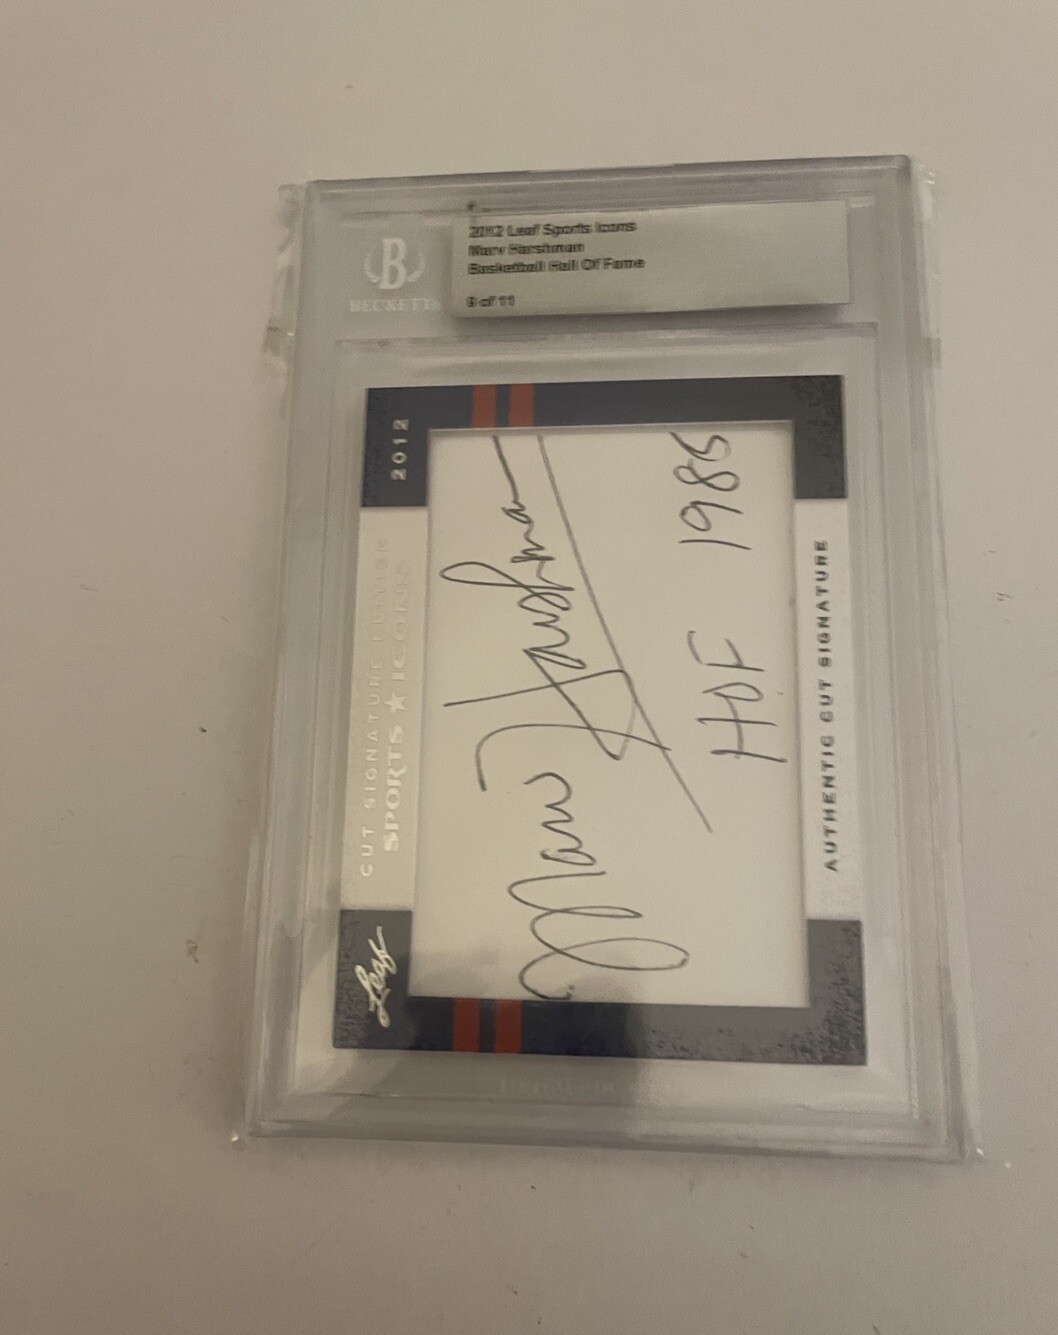 BECKETT
2012 Leaf Sports Icons
Marv Harshman
Basketball Hall Of Fame
9 of 11
2012
CUT SIGNATURE EDITION
SPORTS ★ ICONS
Leaf
Marv Harshman
HOF 1985
AUTHENTIC CUT SIGNATURE